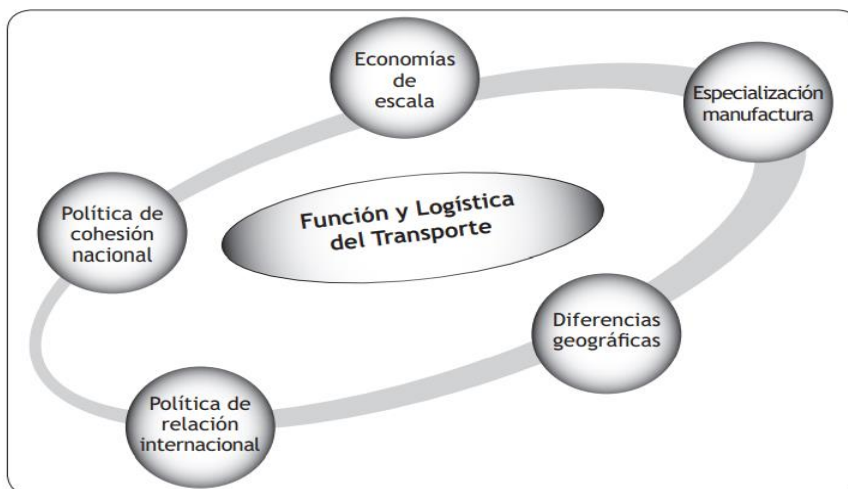 Economías
de
escala
Especialización
manufactura
Política de
cohesión
nacional
Función y Logística
del Transporte
Diferencias
geográficas
Política de
relación
internacional